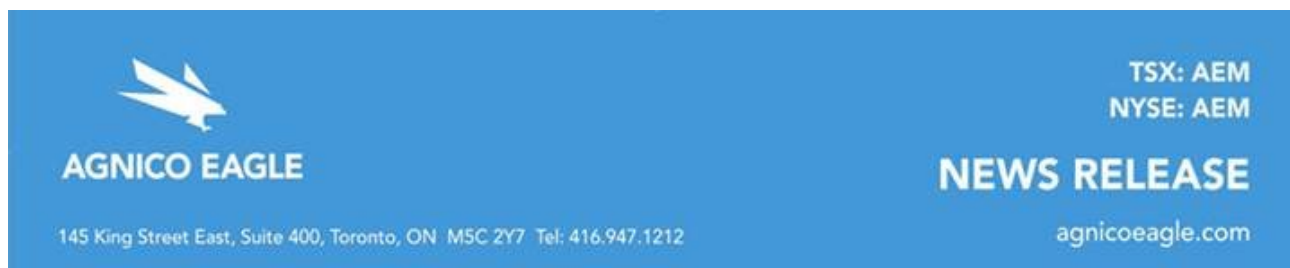 AGNICO EAGLE
145 King Street East, Suite 400, Toronto, ON M5C 2Y7 Tel: 416.947.1212
TSX: AEM
NYSE: AEM
NEWS RELEASE
agnicoeagle.com